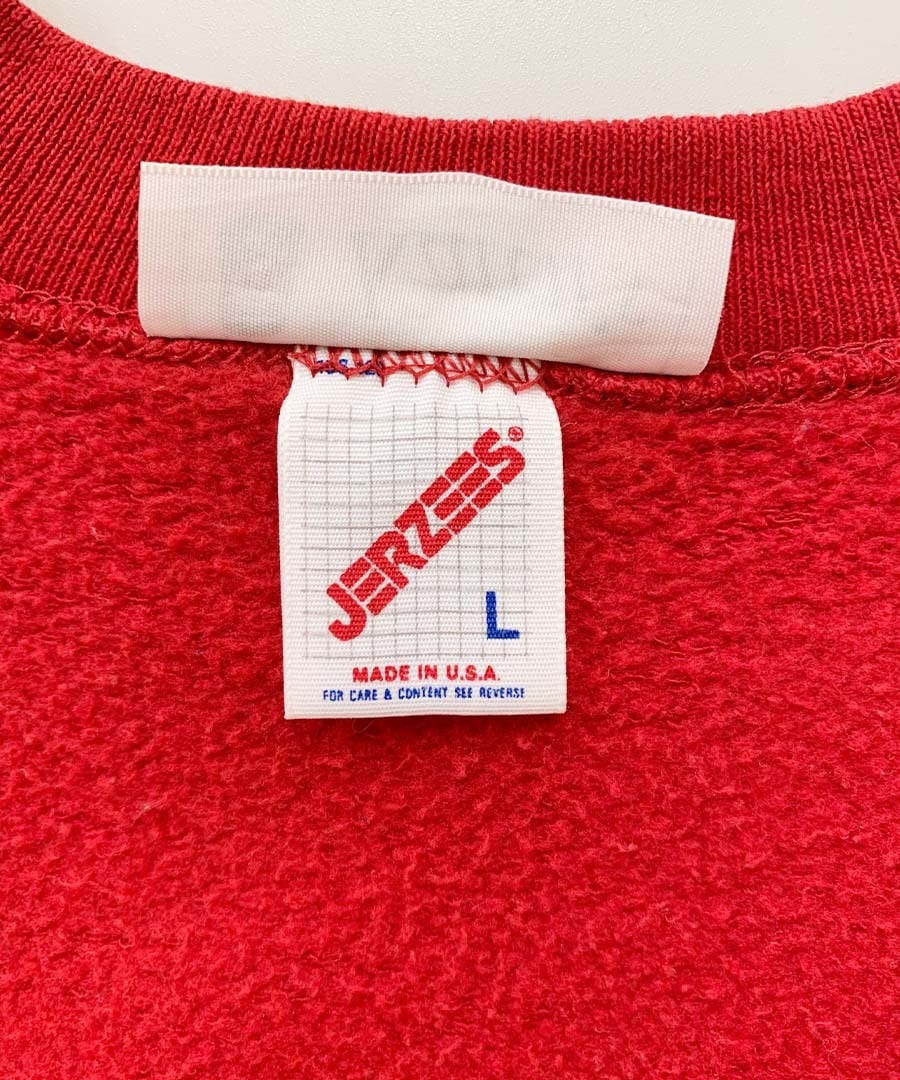 JERZEES®
L
MADE IN U.S.A.
FOR CARE & CONTENT SEE REVERSE